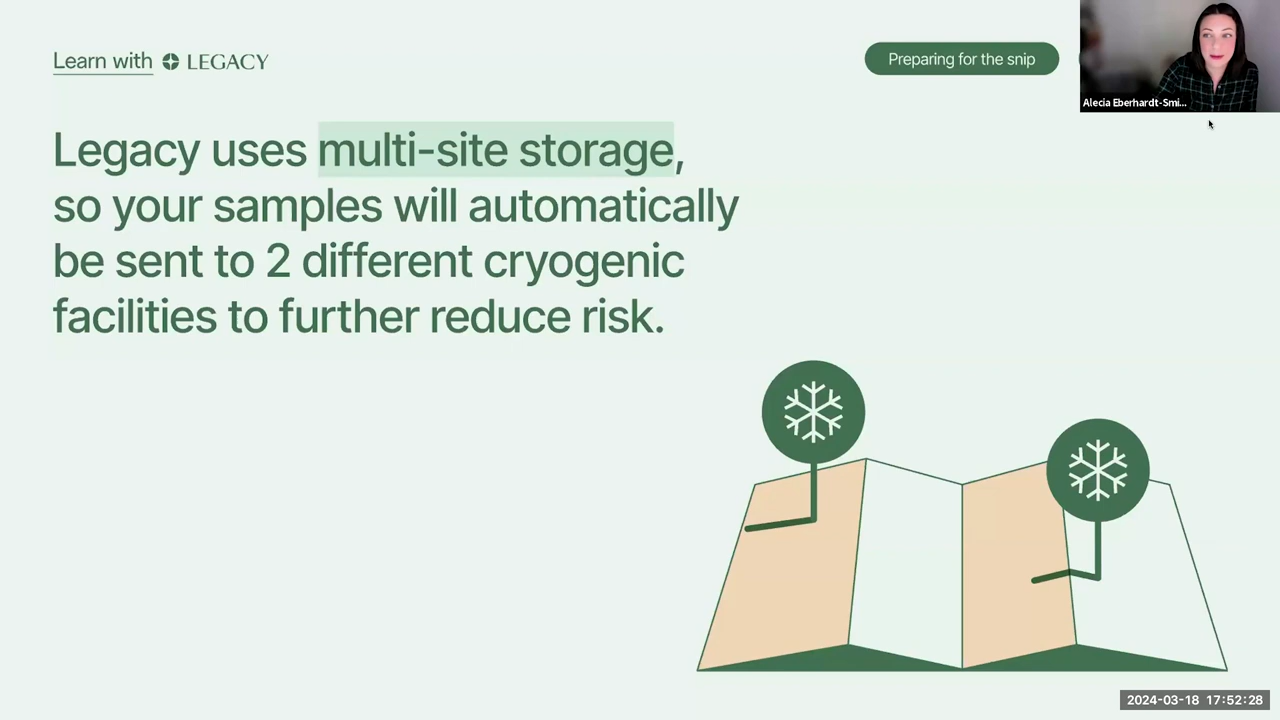 Learn with LEGACY
Preparing for the snip
Alecia Eberhardt-Smi...
Legacy uses multi-site storage,
so your samples will automatically
be sent to 2 different cryogenic
facilities to further reduce risk.
2024-03-18 17:52:28